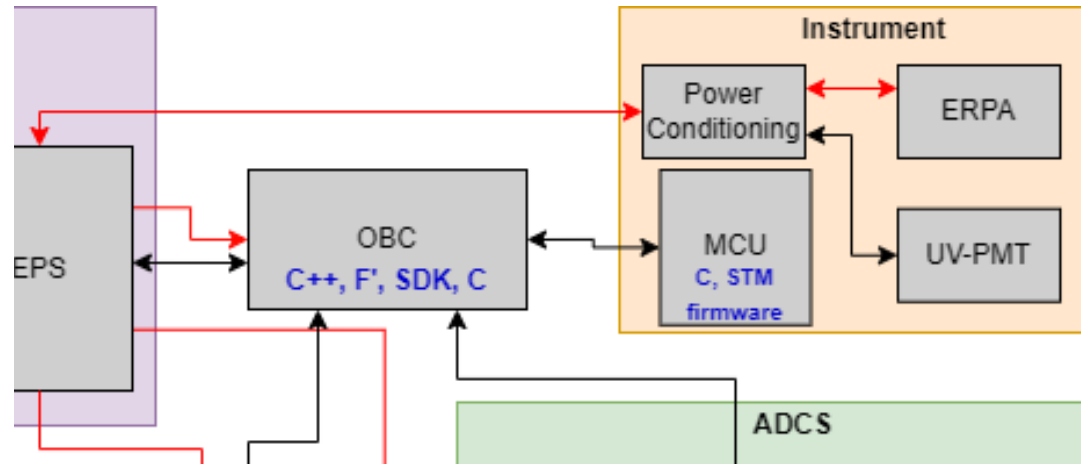 Instrument
Power
Conditioning
ERPA
EPS
OBC
C++, F', SDK, C
MCU
C, STM
firmware
UV-PMT
ADCS